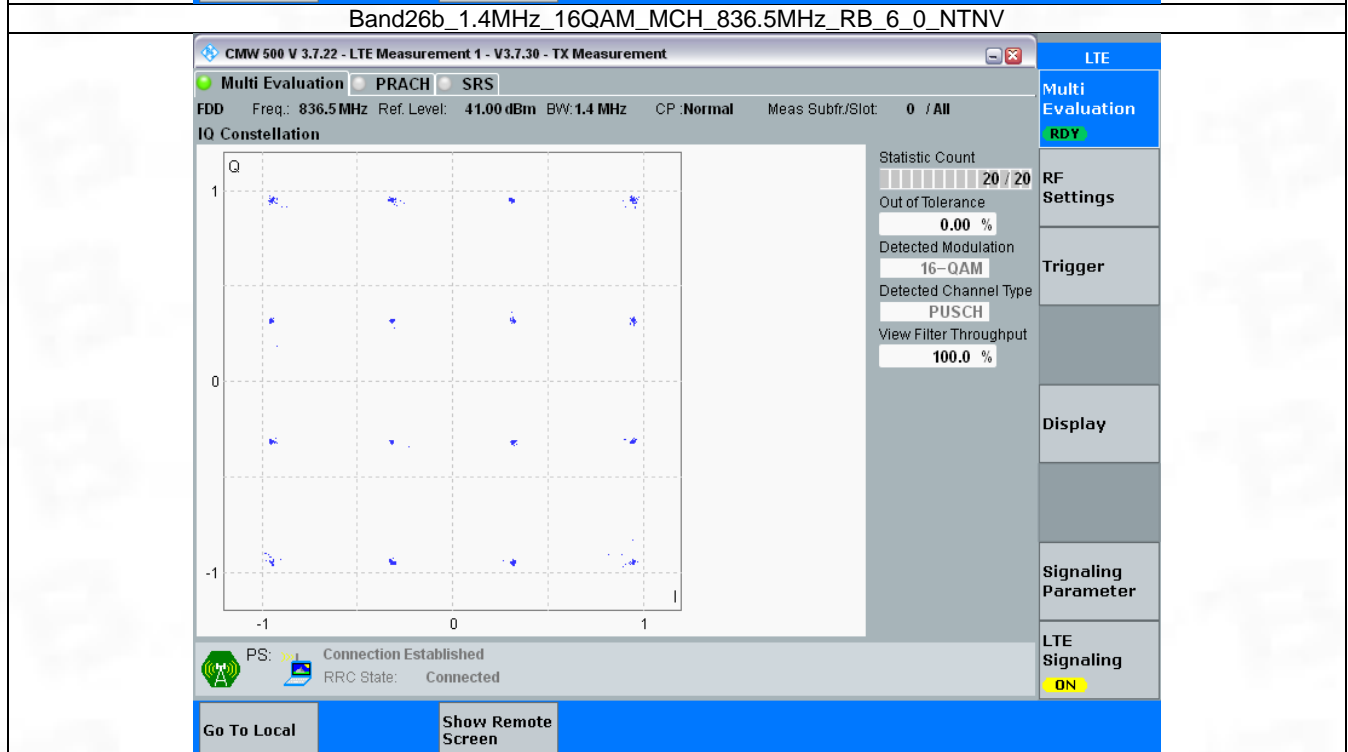 Band26b_1.4MHz_16QAM_MCH_836.5MHz_RB_6_0_NTNV
CMW 500 V 3.7.22 - LTE Measurement 1 - V3.7.30 - TX Measurement
LTE
Multi Evaluation PRACH SRS
FDD Freq.: 836.5 MHz Ref. Level: 41.00 dBm BW: 1.4 MHz CP :Normal Meas Subfr./Slot: 0 / All
IQ Constellation
Q
1
0
-1
I
-1 0 1
Statistic Count
20 / 20
Out of Tolerance
0.00 %
Detected Modulation
16-QAM
Detected Channel Type
PUSCH
View Filter Throughput
100.0 %
Multi
Evaluation
RDY
RF
Settings
Trigger
Display
Signaling
Parameter
LTE
Signaling
ON
PS: Connection Established
RRC State: Connected
Go To Local
Show Remote
Screen